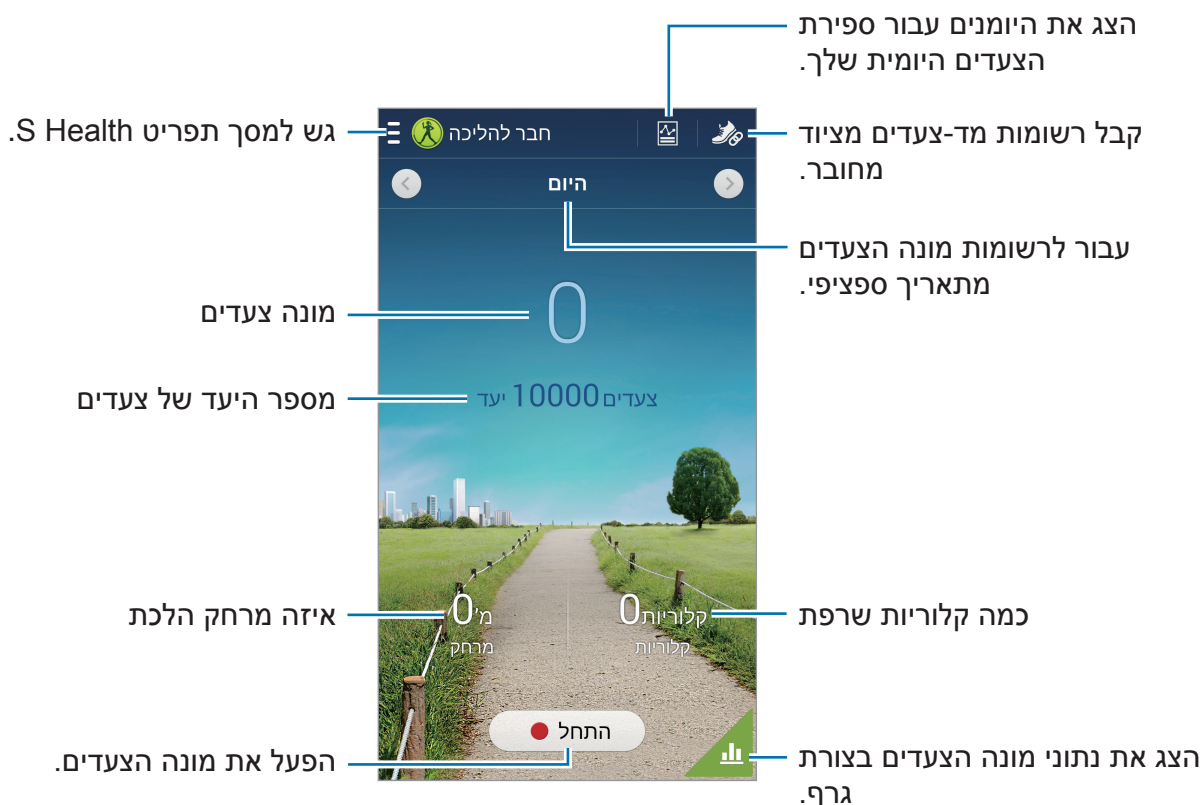 הצג את היומנים עבור ספירת
הצעדים היומית שלך.
קבל רשומות מד-צעדים מציוד
מחובר.
חבר להליכה
גש למסך תפריט S Health.
היום
עבור לרשומות מונה הצעדים
מתאריך ספציפי.
0
מונה צעדים
צעדים 10000 יעד
מספר היעד של צעדים
קלוריות0
קלוריות
כמה קלוריות שרפת
מ'0
מרחק
איזה מרחק הלכת
התחל
הפעל את מונה הצעדים.
הצג את נתוני מונה הצעדים בצורת
גרף.